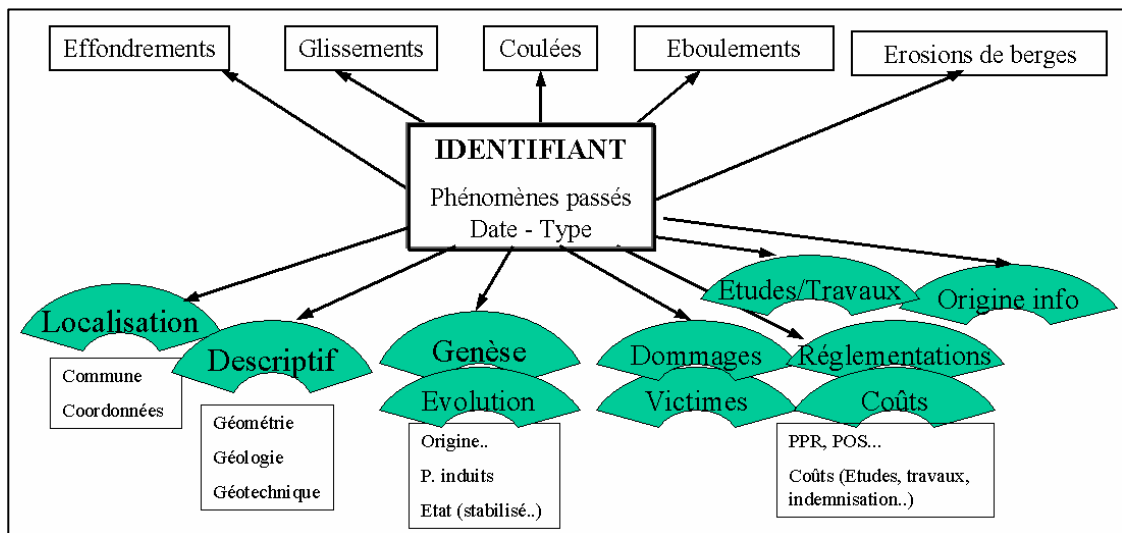 Effondrements
Glissements
Coulées
Eboulements
Erosions de berges
IDENTIFIANT
Phénomènes passés
Date - Type
Etudes/Travaux
Origine info
Localisation
Descriptif
Genèse
Dommages
Réglementations
Evolution
Victimes
Coûts
Commune
Coordonnées
Géométrie
Géologie
Géotechnique
Origine..
P. induits
Etat (stabilisé..)
PPR, POS...
Coûts (Etudes, travaux,
indemnisation..)